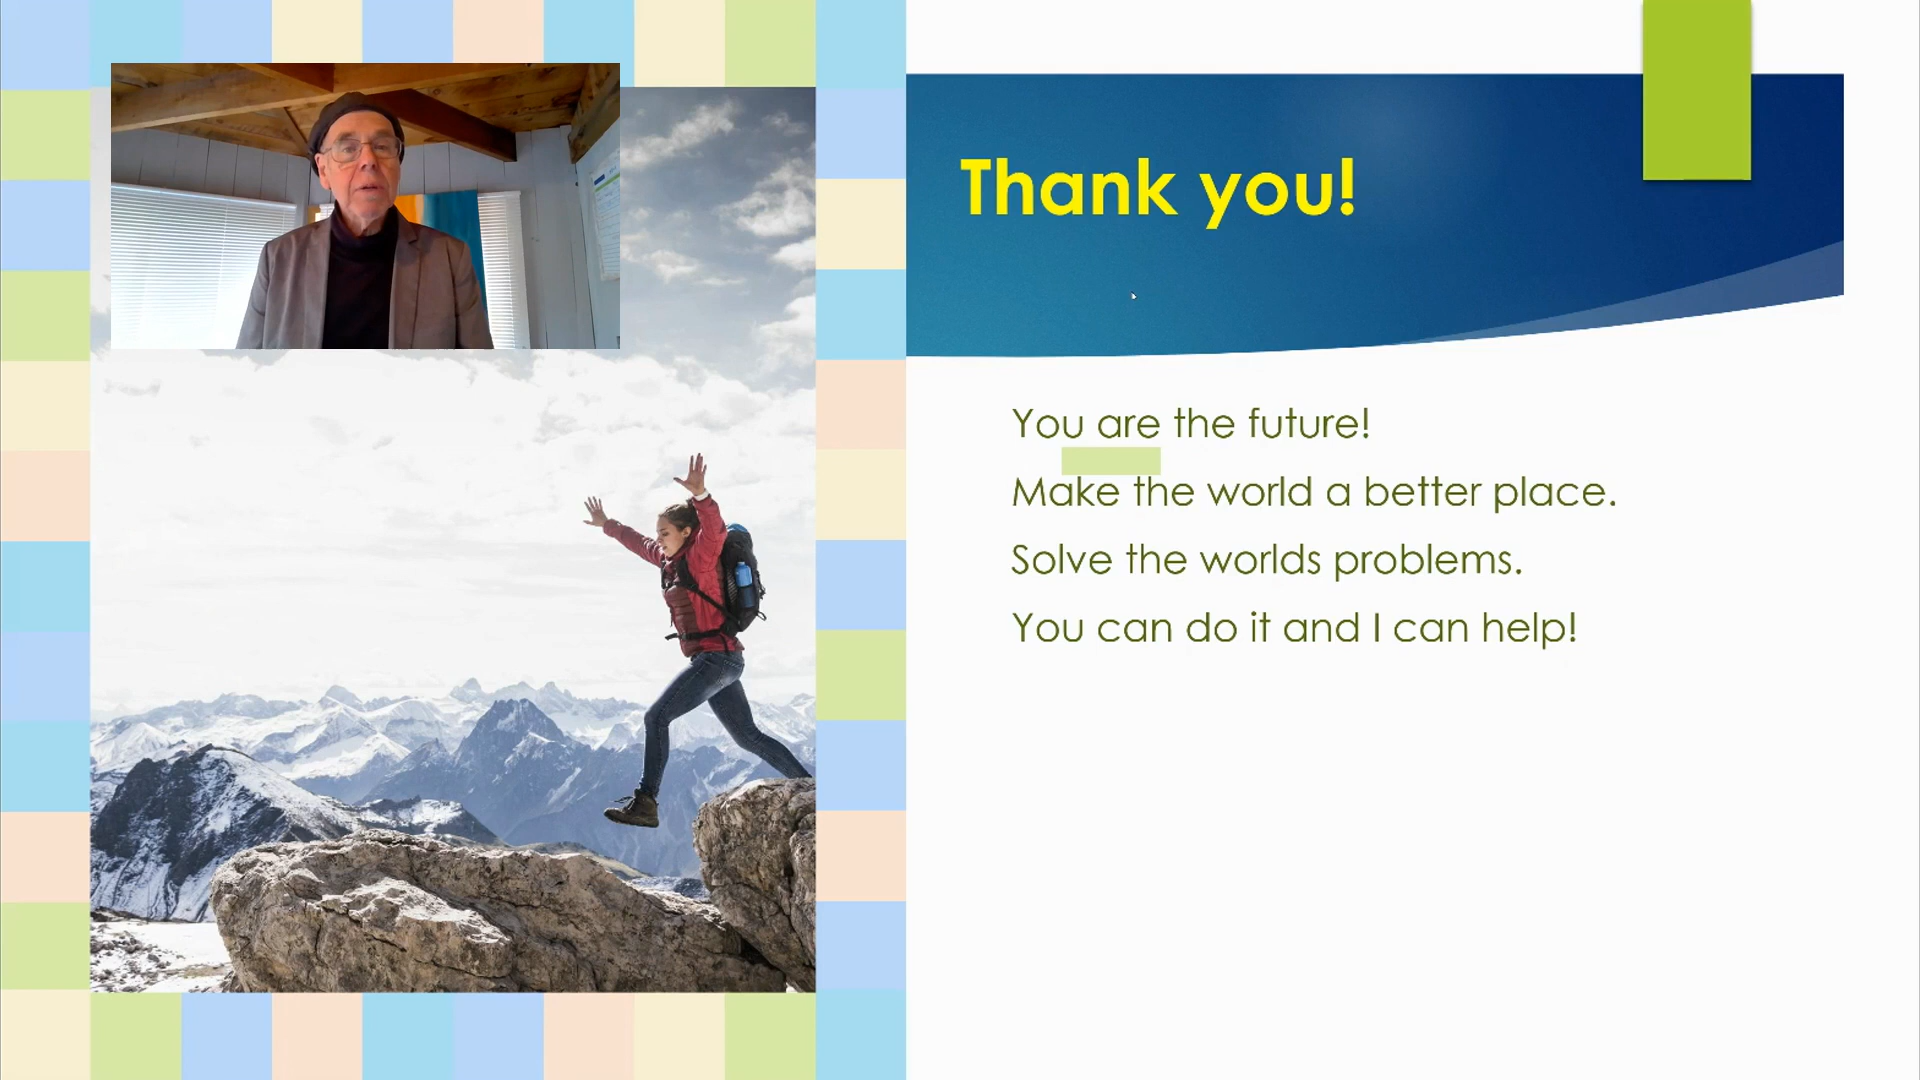 Thank you!
You are the future!
Make the world a better place.
Solve the worlds problems.
You can do it and I can help!